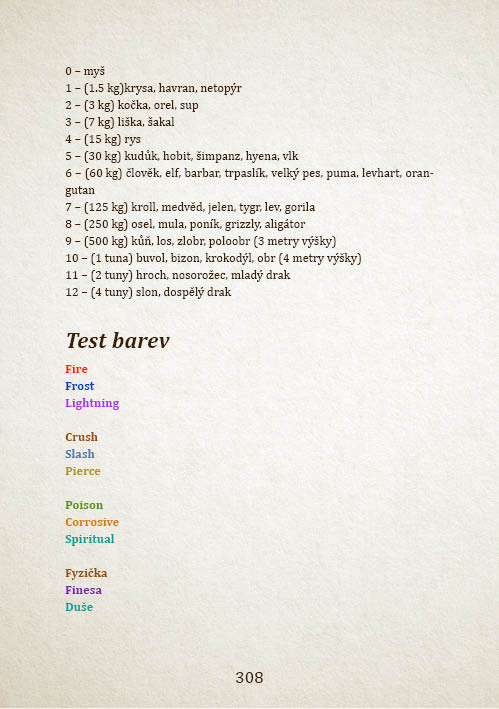 0 – myš
1 – (1.5 kg)krysa, havran, netopýr
2 – (3 kg) kočka, orel, sup
3 – (7 kg) liška, šakal
4 – (15 kg) rys
5 – (30 kg) kudůk, hobit, šimpanz, hyena, vlk
6 – (60 kg) člověk, elf, barbar, trpaslík, velký pes, puma, levhart, oran-
gutan
7 – (125 kg) kroll, medvěd, jelen, tygr, lev, gorila
8 – (250 kg) osel, mula, poník, grizzly, aligátor
9 – (500 kg) kůň, los, zlobr, poloobr (3 metry výšky)
10 – (1 tuna) buvol, bizon, krokodýl, obr (4 metry výšky)
11 – (2 tuny) hroch, nosorožec, mladý drak
12 – (4 tuny) slon, dospělý drak
Test barev
Fire
Frost
Lightning
Crush
Slash
Pierce
Poison
Corrosive
Spiritual
Fyzička
Finesa
Duše
308